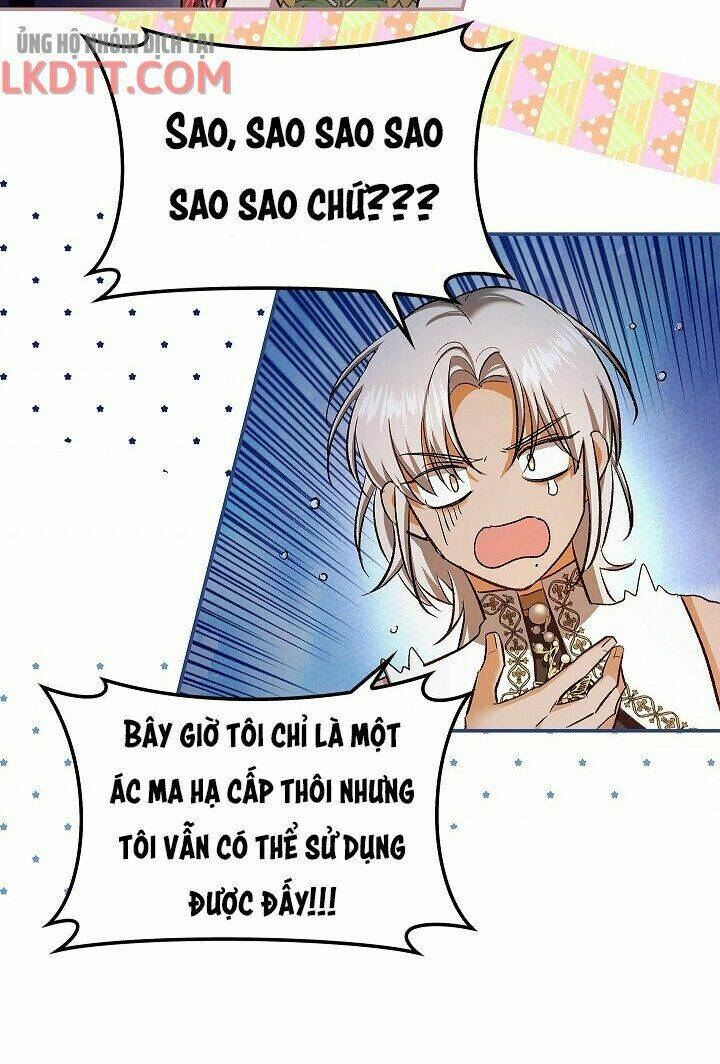 ỦNG HỘ NHÓM DỊCH TẠI
LKDTT.COM
SAO, SAO SAO SAO
SAO SAO CHỨ???
BÂY GIỜ TÔI CHỈ LÀ MỘT
ÁC MA HẠ CẤP THÔI NHƯNG
TÔI VẪN CÓ THỂ SỬ DỤNG
ĐƯỢC ĐẤY!!!